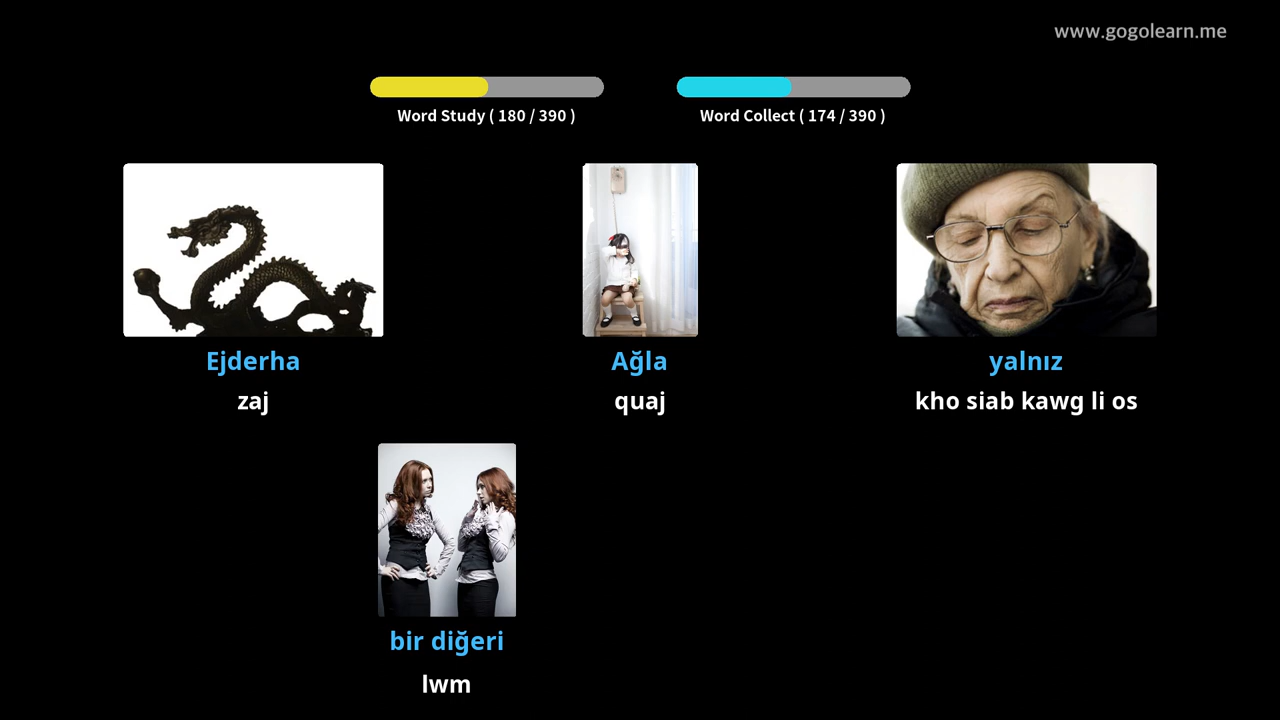 www.gogolearn.me
Word Study ( 180 / 390 )
Word Collect ( 174 / 390 )
Ejderha
zaj
Ağla
quaj
yalnız
kho siab kawg li os
bir diğeri
lwm